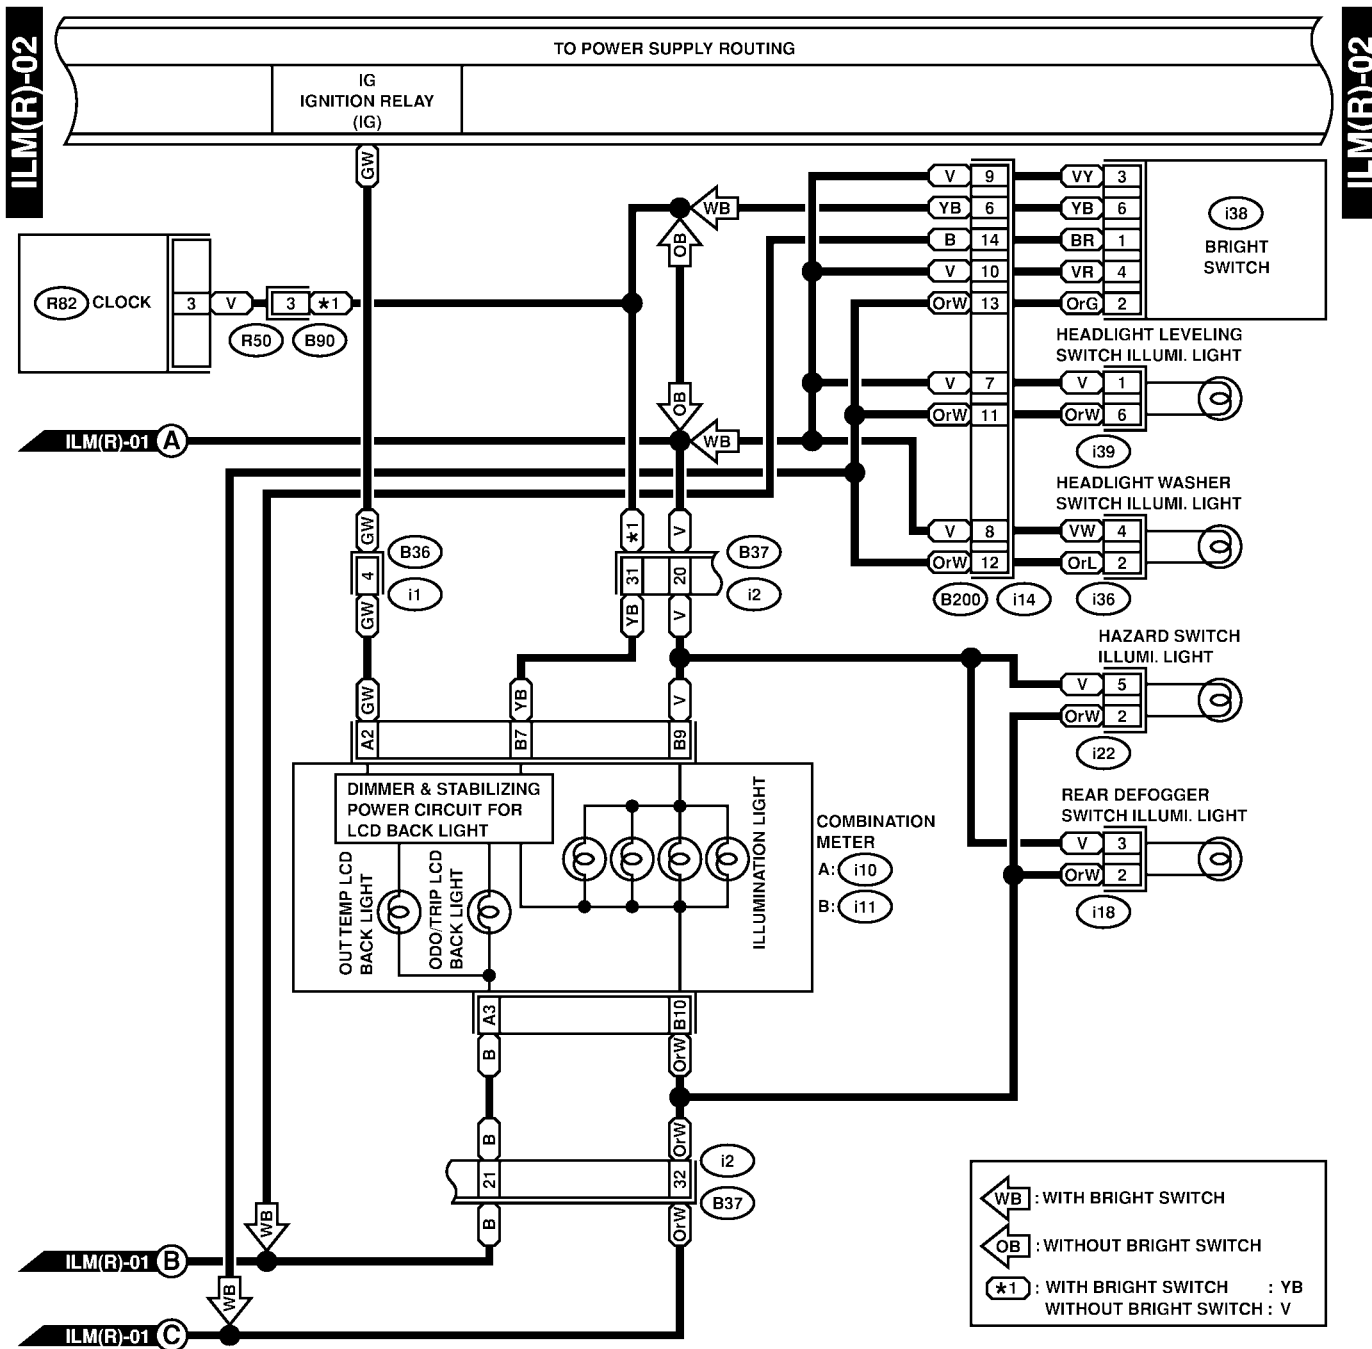 ILM(R)-02
ILM(R)-02
TO POWER SUPPLY ROUTING
IG
IGNITION RELAY
(IG)
GW
V 9 VY 3
YB 6 YB 6
B 14 BR 1
V 10 VR 4
OrW 13 OrG 2
i38
BRIGHT
SWITCH
WB
OB
R82 CLOCK
3 V 3 *1
R50 B90
HEADLIGHT LEVELING
SWITCH ILLUMI. LIGHT
V 7 V 1
OrW 11 OrW 6
i39
OB
ILM(R)-01 A
WB
HEADLIGHT WASHER
SWITCH ILLUMI. LIGHT
V 8 VW 4
OrW 12 OrL 2
B200 i14 i36
GW
4
GW
B36
i1
*1 V
31 20
YB V
B37
i2
HAZARD SWITCH
ILLUMI. LIGHT
V 5
OrW 2
i22
GW YB V
A2 B7 B9
DIMMER & STABILIZING
POWER CIRCUIT FOR
LCD BACK LIGHT
OUT TEMP LCD
BACK LIGHT
ODO/TRIP LCD
BACK LIGHT
ILLUMINATION LIGHT
COMBINATION
METER
A: i10
B: i11
REAR DEFOGGER
SWITCH ILLUMI. LIGHT
V 3
OrW 2
i18
A3 B10
B OrW
B OrW
21 32
B OrW
i2
B37
WB
ILM(R)-01 B
WB
ILM(R)-01 C
WB : WITH BRIGHT SWITCH
OB : WITHOUT BRIGHT SWITCH
*1 : WITH BRIGHT SWITCH : YB
WITHOUT BRIGHT SWITCH : V